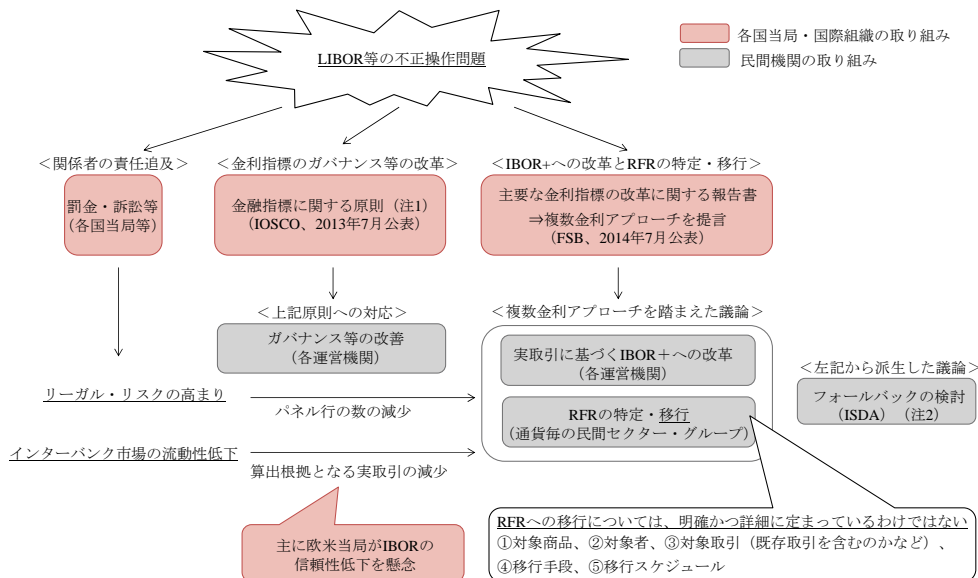 LIBOR等の不正操作問題
各国当局・国際組織の取り組み
民間機関の取り組み
＜関係者の責任追及＞
罰金・訴訟等
(各国当局等)
＜金利指標のガバナンス等の改革＞
金融指標に関する原則（注1）
(IOSCO、2013年7月公表)
＜IBOR+への改革とRFRの特定・移行＞
主要な金利指標の改革に関する報告書
⇒複数金利アプローチを提言
(FSB、2014年7月公表)
＜上記原則への対応＞
ガバナンス等の改善
(各運営機関)
＜複数金利アプローチを踏まえた議論＞
実取引に基づくIBOR＋への改革
(各運営機関)
RFRの特定・移行
(通貨毎の民間セクター・グループ)
＜左記から派生した議論＞
フォールバックの検討
(ISDA)（注2）
リーガル・リスクの高まり
パネル行の数の減少
インターバンク市場の流動性低下
算出根拠となる実取引の減少
主に欧米当局がIBORの
信頼性低下を懸念
RFRへの移行については、明確かつ詳細に定まっているわけではない
①対象商品、②対象者、③対象取引（既存取引を含むのかなど）、
④移行手段、⑤移行スケジュール